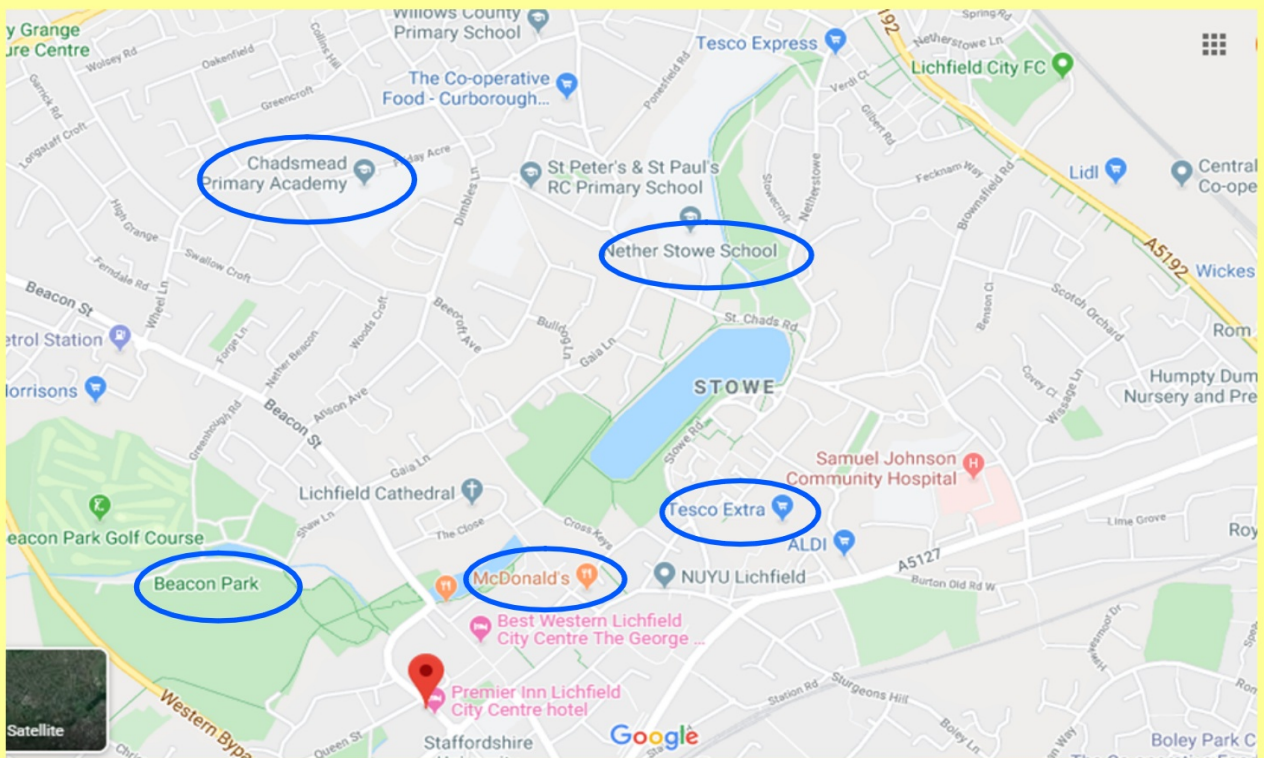 Willows County
Primary School
Spring Rd
y Grange
ure Centre
Wolsey Rd
Oakenfield
Collins Hill
Garrick Rd
Greencroft
Longstaff Croft
The Co-operative
Food - Curborough...
Ponesfield Rd
Tesco Express
192
Netherstowe Ln
Lichfield City FC
Verdi Ct
Gilbert Rd
Chadsmead
Primary Academy
Friday Acre
Dimbles Ln
St Peter's & St Paul's
RC Primary School
Stowecroft
Netherstowe
Fecknam Way
Brownsfield Rd
Lidl
Central
Co-ope
High Grange
Swallow Croft
Ferndale Rd
Wheel Ln
Nether Stowe School
A5192
Wickes
Beacon St
Forge Ln
Nether Beacon
Woods Croft
Beecroft Ave
Bulldog Ln
Gaia Ln
St Chads Rd
Benson Cl
Scotch Orchard
Rom
etrol Station
Morrisons
STOWE
Covey Cl
Wissage Ln
Humpty Dum
Nursery and Pre
Greenhough Rd
Anson Ave
Beacon St
Gaia Ln
Stowe Rd
Samuel Johnson
Community Hospital
Lichfield Cathedral
The Close
Cross Keys
Shaw Ln
Tesco Extra
ALDI
A5127
Lime Grove
Roy
eacon Park Golf Course
Beacon Park
McDonald's
NUYU Lichfield
Burton Old Rd W
Best Western Lichfield
City Centre The George ...
Premier Inn Lichfield
City Centre hotel
Station Rd
Sturgeons Hill
Boley Ln
Satellite
Western Bypa
Queen St
Staffordshire
Google
Boley Park C